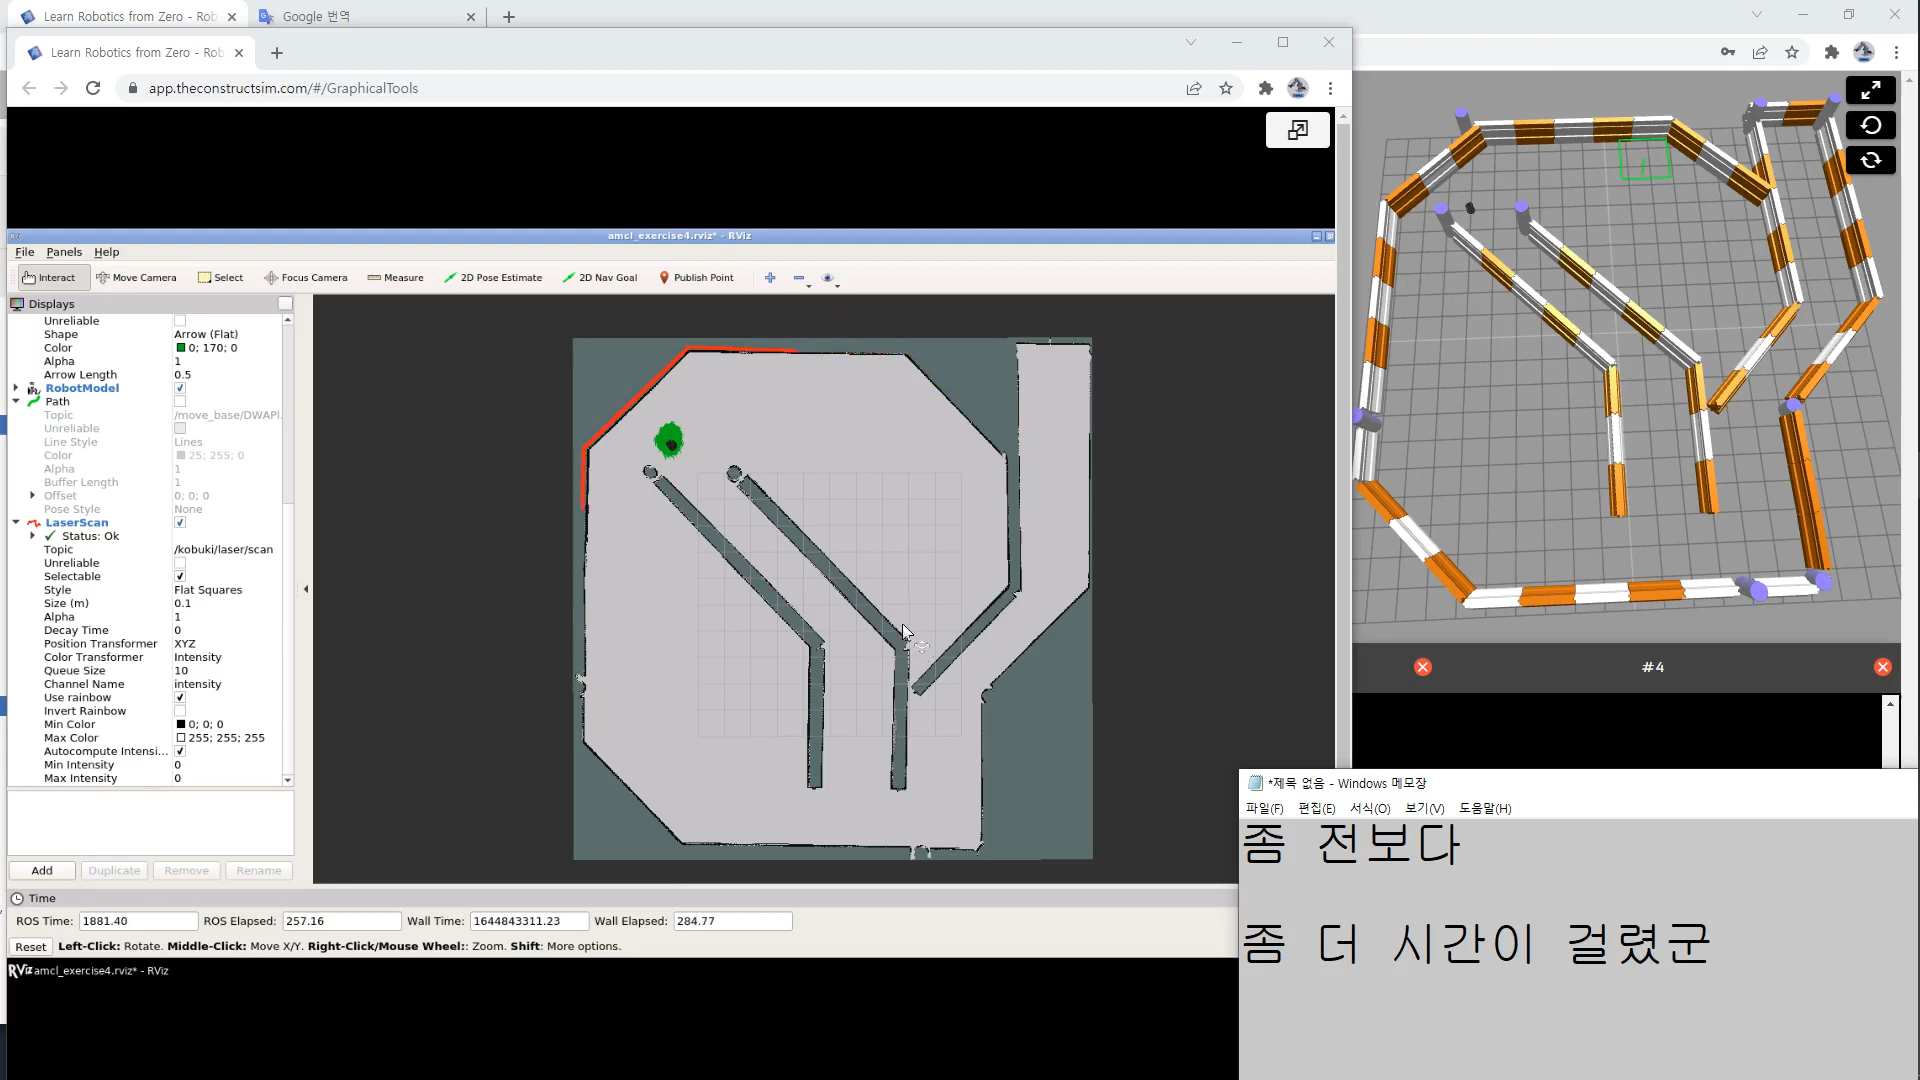 Learn Robotics from Zero - Rob
Google 번역
Learn Robotics from Zero - Rob
app.theconstructsim.com/#/GraphicalTools
amcl_exercise4.rviz* - RViz
File Panels Help
Interact Move Camera Select Focus Camera Measure 2D Pose Estimate 2D Nav Goal Publish Point
Displays
Unreliable
Shape Arrow (Flat)
Color 0; 170; 0
Alpha 1
Arrow Length 0.5
RobotModel
Path
Topic /move_base/DWAPl.
Unreliable
Line Style Lines
Color 25; 255; 0
Alpha 1
Buffer Length 1
Offset 0; 0; 0
Pose Style None
LaserScan
Status: Ok
Topic /kobuki/laser/scan
Unreliable
Selectable
Style Flat Squares
Size (m) 0.1
Alpha 1
Decay Time 0
Position Transformer XYZ
Color Transformer Intensity
Queue Size 10
Channel Name intensity
Use rainbow
Invert Rainbow
Min Color 0; 0; 0
Max Color 255; 255; 255
Autocompute Intensi...
Min Intensity 0
Max Intensity 0
Add Duplicate Remove Rename
Time
ROS Time: 1881.40 ROS Elapsed: 257.16 Wall Time: 1644843311.23 Wall Elapsed: 284.77
Reset Left-Click: Rotate. Middle-Click: Move X/Y. Right-Click/Mouse Wheel:: Zoom. Shift: More options.
RViz amcl_exercise4.rviz* - RViz
#4
*제목 없음 - Windows 메모장
파일(F) 편집(E) 서식(O) 보기(V) 도움말(H)
좀 전보다
좀 더 시간이 걸렸군